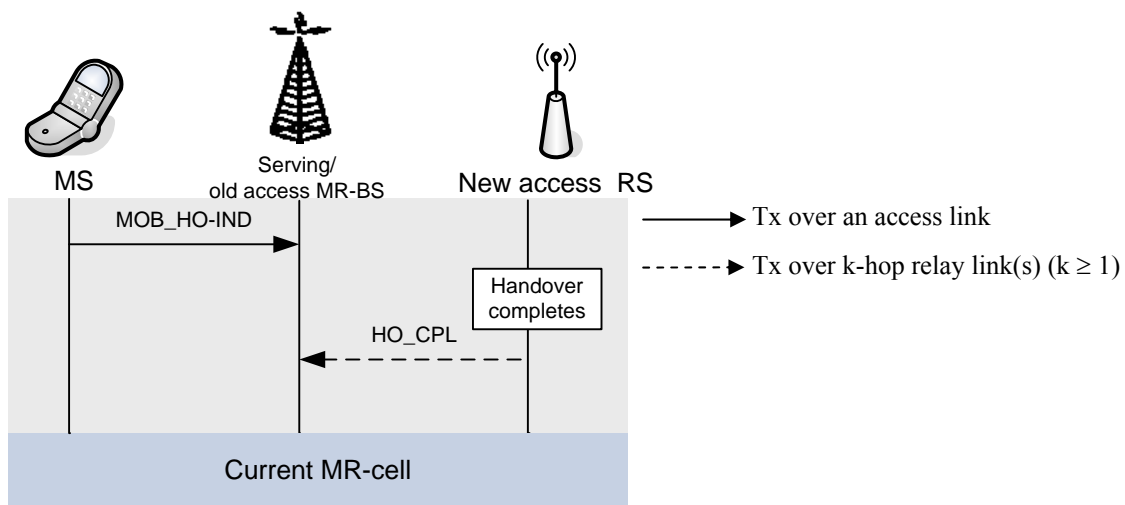 MS
Serving/
old access MR-BS
New access RS
MOB_HO-IND
Tx over an access link
Tx over k-hop relay link(s) (k ≥ 1)
Handover
completes
HO_CPL
Current MR-cell